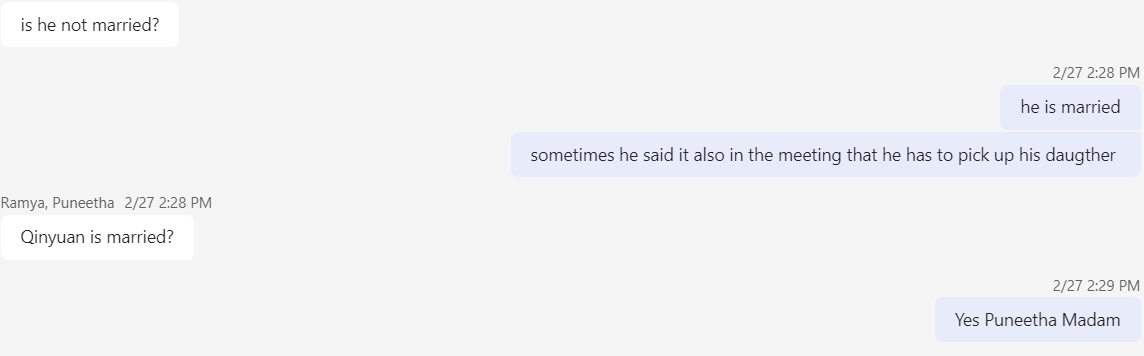 is he not married?
2/27 2:28 PM
he is married
sometimes he said it also in the meeting that he has to pick up his daugther
Ramya, Puneetha 2/27 2:28 PM
Qinyuan is married?
2/27 2:29 PM
Yes Puneetha Madam